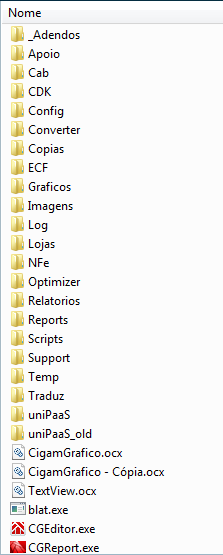 Nome
_Adendos
Apoio
Cab
CDK
Config
Converter
Copias
ECF
Graficos
Imagens
Log
Lojas
NFe
Optimizer
Relatorios
Reports
Scripts
Support
Temp
Traduz
uniPaaS
uniPaaS_old
CigamGrafico.ocx
CigamGrafico - Cópia.ocx
TextView.ocx
blat.exe
CGEditor.exe
CGReport.exe